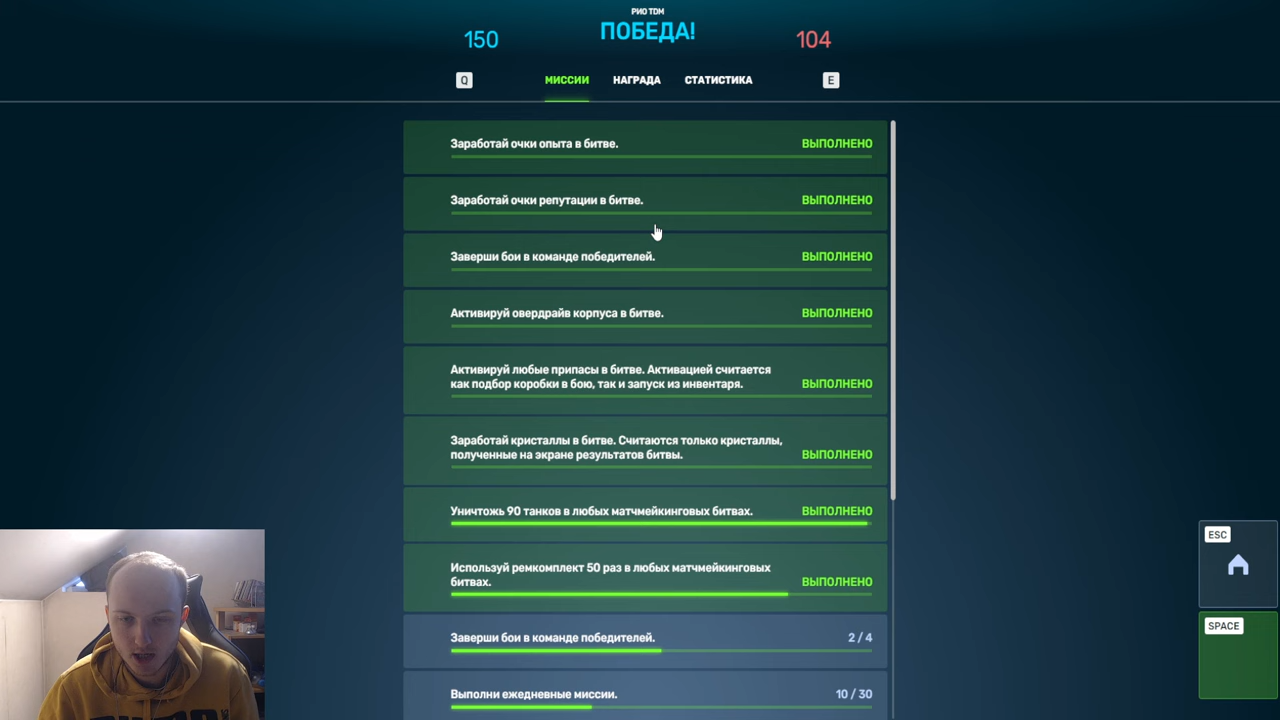 РИО TDM
150 ПОБЕДА! 104
Q МИССИИ НАГРАДА СТАТИСТИКА E
Заработай очки опыта в битве. ВЫПОЛНЕНО
Заработай очки репутации в битве. ВЫПОЛНЕНО
Заверши бои в команде победителей. ВЫПОЛНЕНО
Активируй овердрайв корпуса в битве. ВЫПОЛНЕНО
Активируй любые припасы в битве. Активацией считается
как подбор коробки в бою, так и запуск из инвентаря. ВЫПОЛНЕНО
Заработай кристаллы в битве. Считаются только кристаллы,
полученные на экране результатов битвы. ВЫПОЛНЕНО
Уничтожь 90 танков в любых матчмейкинговых битвах. ВЫПОЛНЕНО
Используй ремкомплект 50 раз в любых матчмейкинговых
битвах. ВЫПОЛНЕНО
Заверши бои в команде победителей. 2 / 4
Выполни ежедневные миссии. 10 / 30
ESC
SPACE